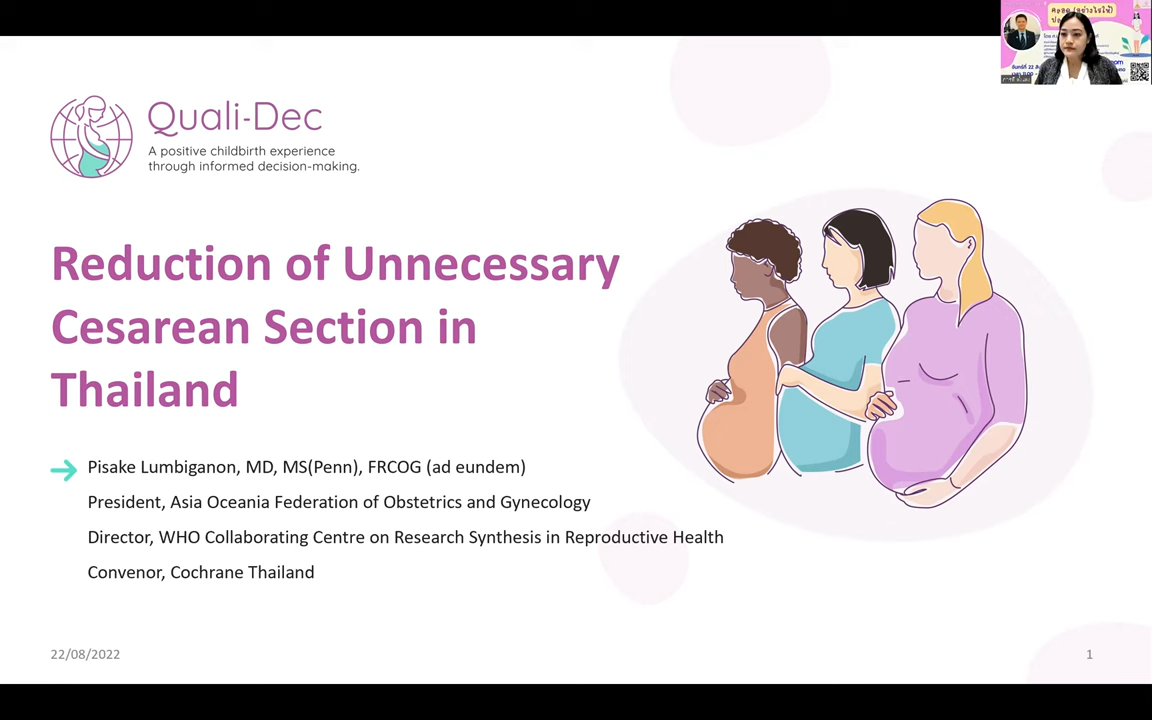 Quali-Dec
A positive childbirth experience
through informed decision-making.
Reduction of Unnecessary
Cesarean Section in
Thailand
Pisake Lumbiganon, MD, MS(Penn), FRCOG (ad eundem)
President, Asia Oceania Federation of Obstetrics and Gynecology
Director, WHO Collaborating Centre on Research Synthesis in Reproductive Health
Convenor, Cochrane Thailand
22/08/2022
1